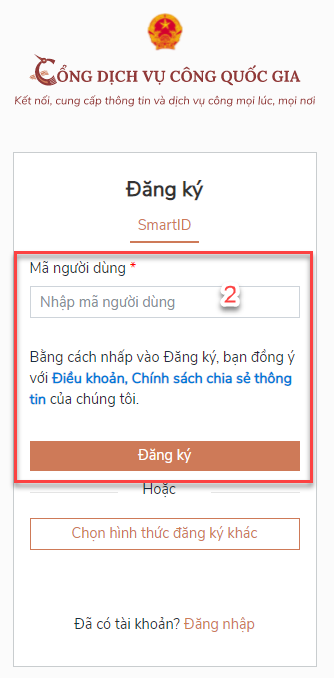 CỔNG DỊCH VỤ CÔNG QUỐC GIA
Kết nối, cung cấp thông tin và dịch vụ công mọi lúc, mọi nơi
Đăng ký
SmartID
Mã người dùng *
Nhập mã người dùng
2
Bằng cách nhấp vào Đăng ký, bạn đồng ý
với Điều khoản, Chính sách chia sẻ thông
tin của chúng tôi.
Đăng ký
Hoặc
Chọn hình thức đăng ký khác
Đã có tài khoản? Đăng nhập